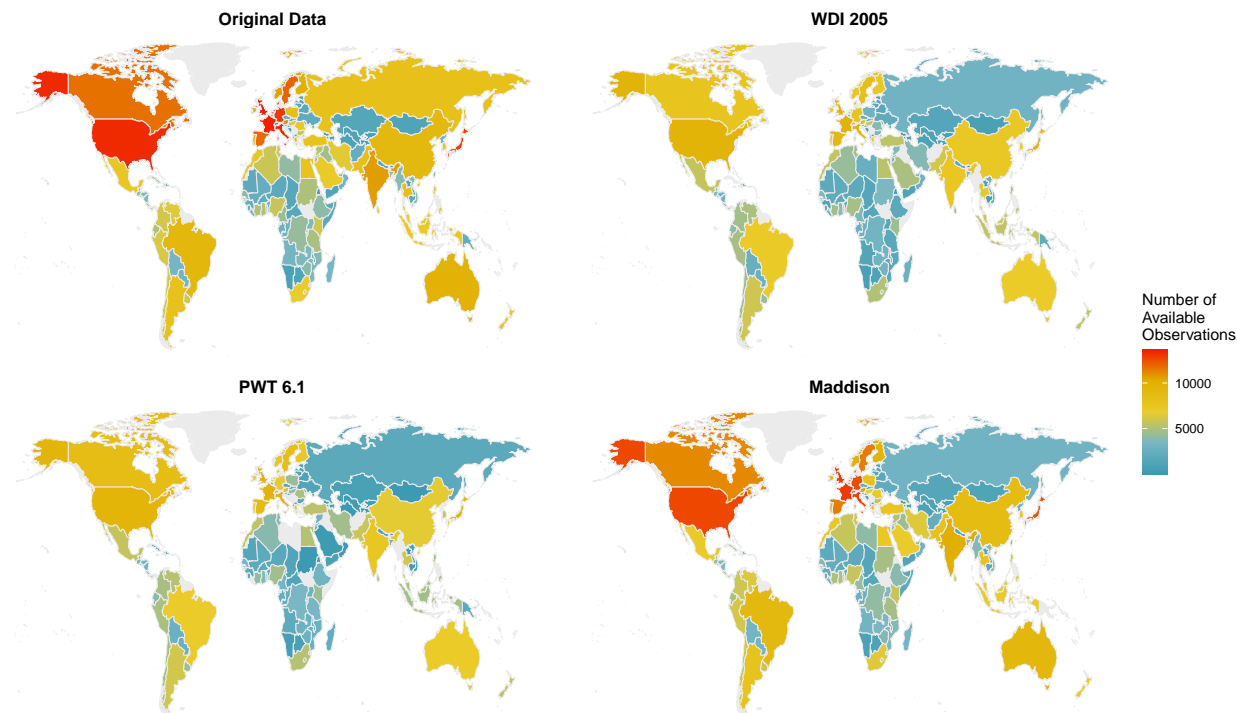 Original Data
WDI 2005
Number of
Available
Observations
10000
5000
PWT 6.1
Maddison